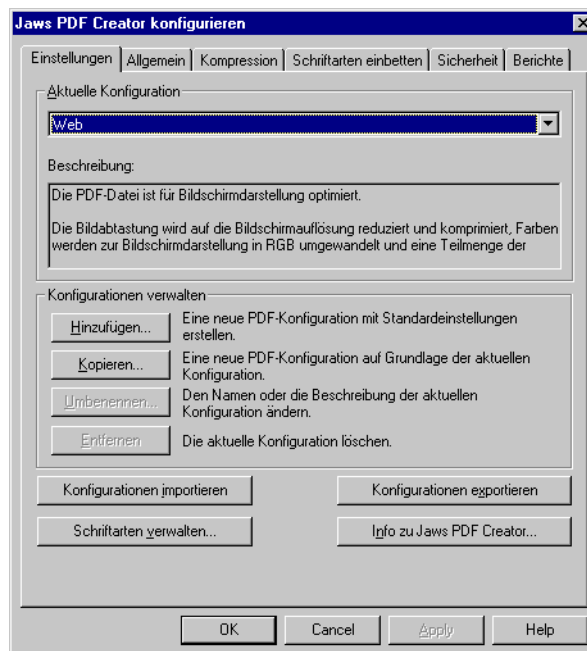 Jaws PDF Creator konfigurieren
Einstellungen Allgemein Kompression Schriftarten einbetten Sicherheit Berichte
Aktuelle Konfiguration
Web
Beschreibung:
Die PDF-Datei ist für Bildschirmdarstellung optimiert.
Die Bildabtastung wird auf die Bildschirmauflösung reduziert und komprimiert, Farben
werden zur Bildschirmdarstellung in RGB umgewandelt und eine Teilmenge der
Konfigurationen verwalten
Hinzufügen...
Eine neue PDF-Konfiguration mit Standardeinstellungen
erstellen.
Kopieren...
Eine neue PDF-Konfiguration auf Grundlage der aktuellen
Konfiguration.
Umbenennen...
Den Namen oder die Beschreibung der aktuellen
Konfiguration ändern.
Entfernen
Die aktuelle Konfiguration löschen.
Konfigurationen importieren
Konfigurationen exportieren
Schriftarten verwalten...
Info zu Jaws PDF Creator...
OK Cancel Apply Help